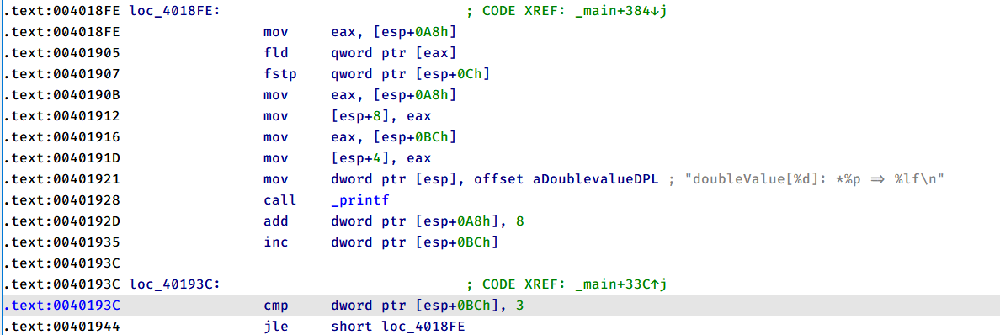 .text:004018FE loc_4018FE: ; CODE XREF: _main+384↓j
.text:004018FE mov eax, [esp+0A8h]
.text:00401905 fld qword ptr [eax]
.text:00401907 fstp qword ptr [esp+0Ch]
.text:0040190B mov eax, [esp+0A8h]
.text:00401912 mov [esp+8], eax
.text:00401916 mov eax, [esp+0BCh]
.text:0040191D mov [esp+4], eax
.text:00401921 mov dword ptr [esp], offset aDoublevalueDPL ; "doubleValue[%d]: *%p ⇒ %lf\n"
.text:00401928 call _printf
.text:0040192D add dword ptr [esp+0A8h], 8
.text:00401935 inc dword ptr [esp+0BCh]
.text:0040193C
.text:0040193C loc_40193C: ; CODE XREF: _main+33C↑j
.text:0040193C cmp dword ptr [esp+0BCh], 3
.text:00401944 jle short loc_4018FE